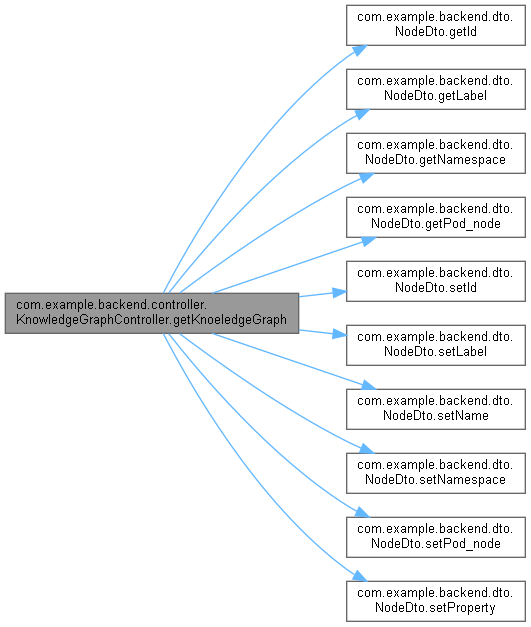 com.example.backend.controller.
KnowledgeGraphController.getKnoeledgeGraph
com.example.backend.dto.
NodeDto.getId
com.example.backend.dto.
NodeDto.getLabel
com.example.backend.dto.
NodeDto.getNamespace
com.example.backend.dto.
NodeDto.getPod_node
com.example.backend.dto.
NodeDto.setId
com.example.backend.dto.
NodeDto.setLabel
com.example.backend.dto.
NodeDto.setName
com.example.backend.dto.
NodeDto.setNamespace
com.example.backend.dto.
NodeDto.setPod_node
com.example.backend.dto.
NodeDto.setProperty